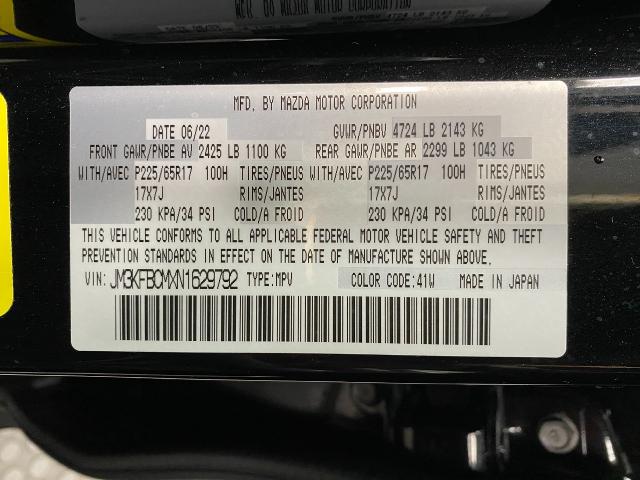 MFD. BY MAZDA MOTOR CORPORATION
DATE 06/22 GVWR/PNBV 4724 LB 2143 KG
FRONT GAWR/PNBE AV 2425 LB 1100 KG REAR GAWR/PNBE AR 2299 LB 1043 KG
WITH/AVEC P225/65R17 100H TIRES/PNEUS WITH/AVEC P225/65R17 100H TIRES/PNEUS
17X7J RIMS/JANTES 17X7J RIMS/JANTES
230 KPA/34 PSI COLD/A FROID 230 KPA/34 PSI COLD/A FROID
THIS VEHICLE CONFORMS TO ALL APPLICABLE FEDERAL MOTOR VEHICLE SAFETY AND THEFT
PREVENTION STANDARDS IN EFFECT ON THE DATE OF MANUFACTURE SHOWN ABOVE.
VIN: JM3KFBCMXN1629792 TYPE:MPV COLOR CODE:41W MADE IN JAPAN